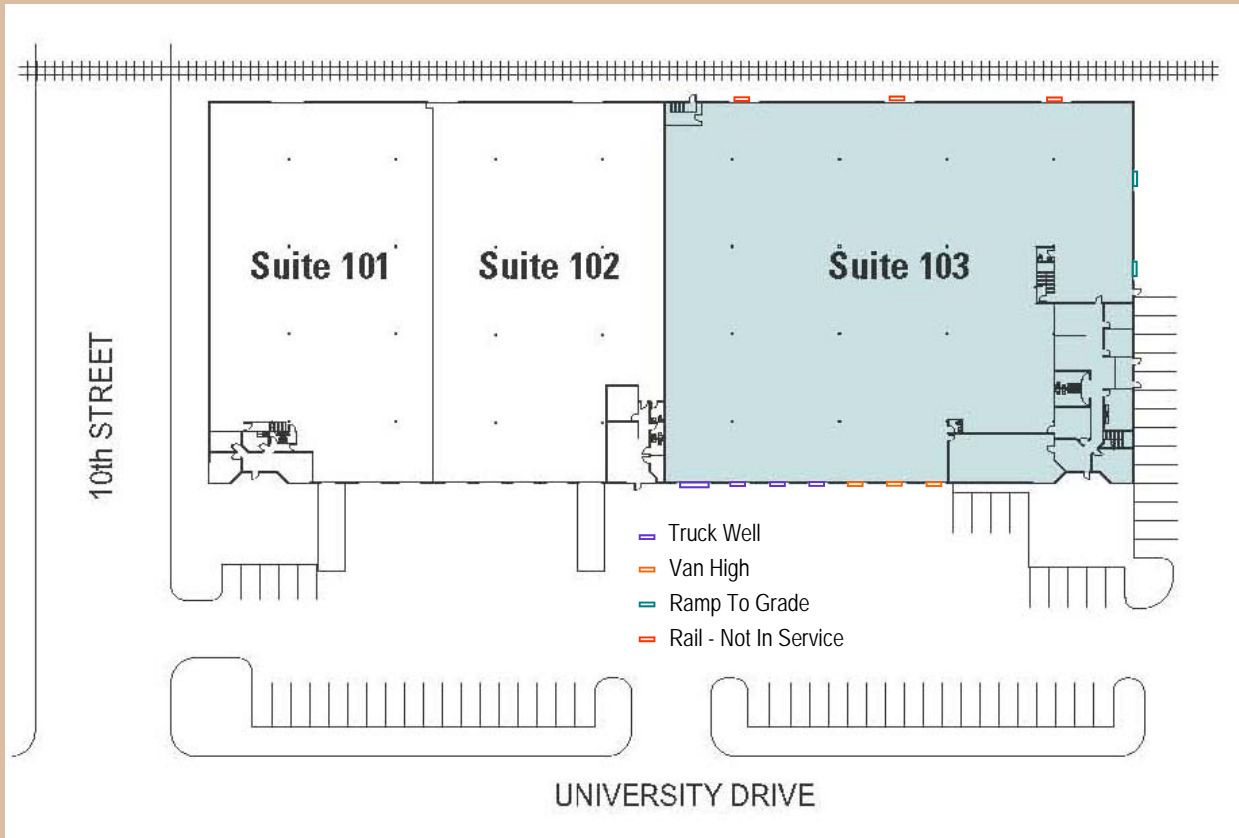 Suite 101
Suite 102
Suite 103
10th STREET
Truck Well
Van High
Ramp To Grade
Rail - Not In Service
UNIVERSITY DRIVE